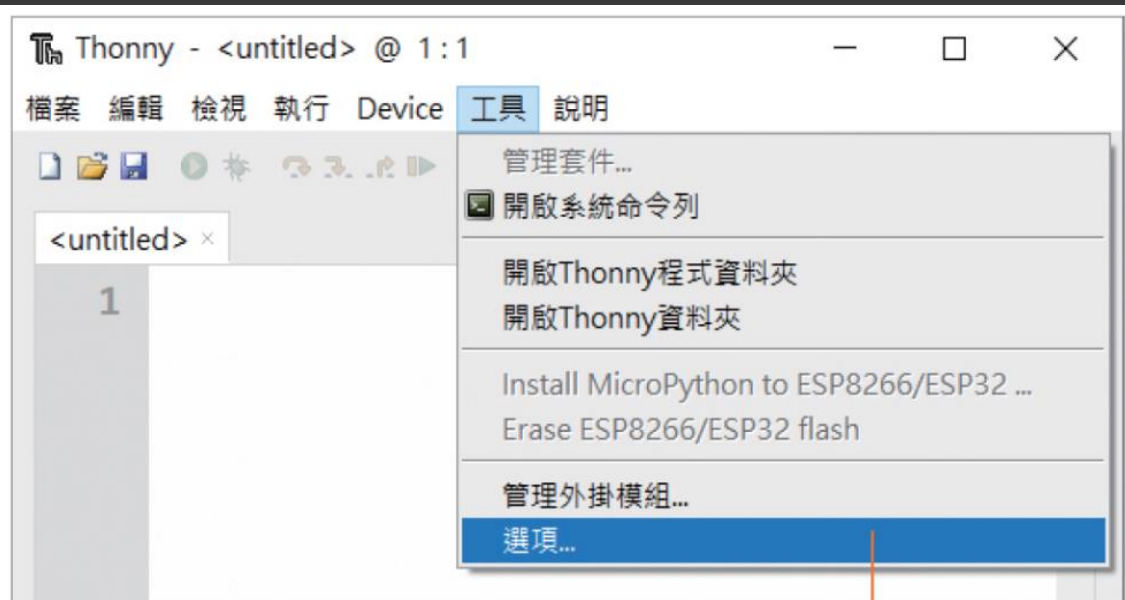 Thonny - <untitled> @ 1:1
檔案 編輯 檢視 執行 Device 工具 說明
管理套件...
開啟系統命令列
<untitled> ×
開啟Thonny程式資料夾
1
開啟Thonny資料夾
Install MicroPython to ESP8266/ESP32 ...
Erase ESP8266/ESP32 flash
管理外掛模組...
選項...